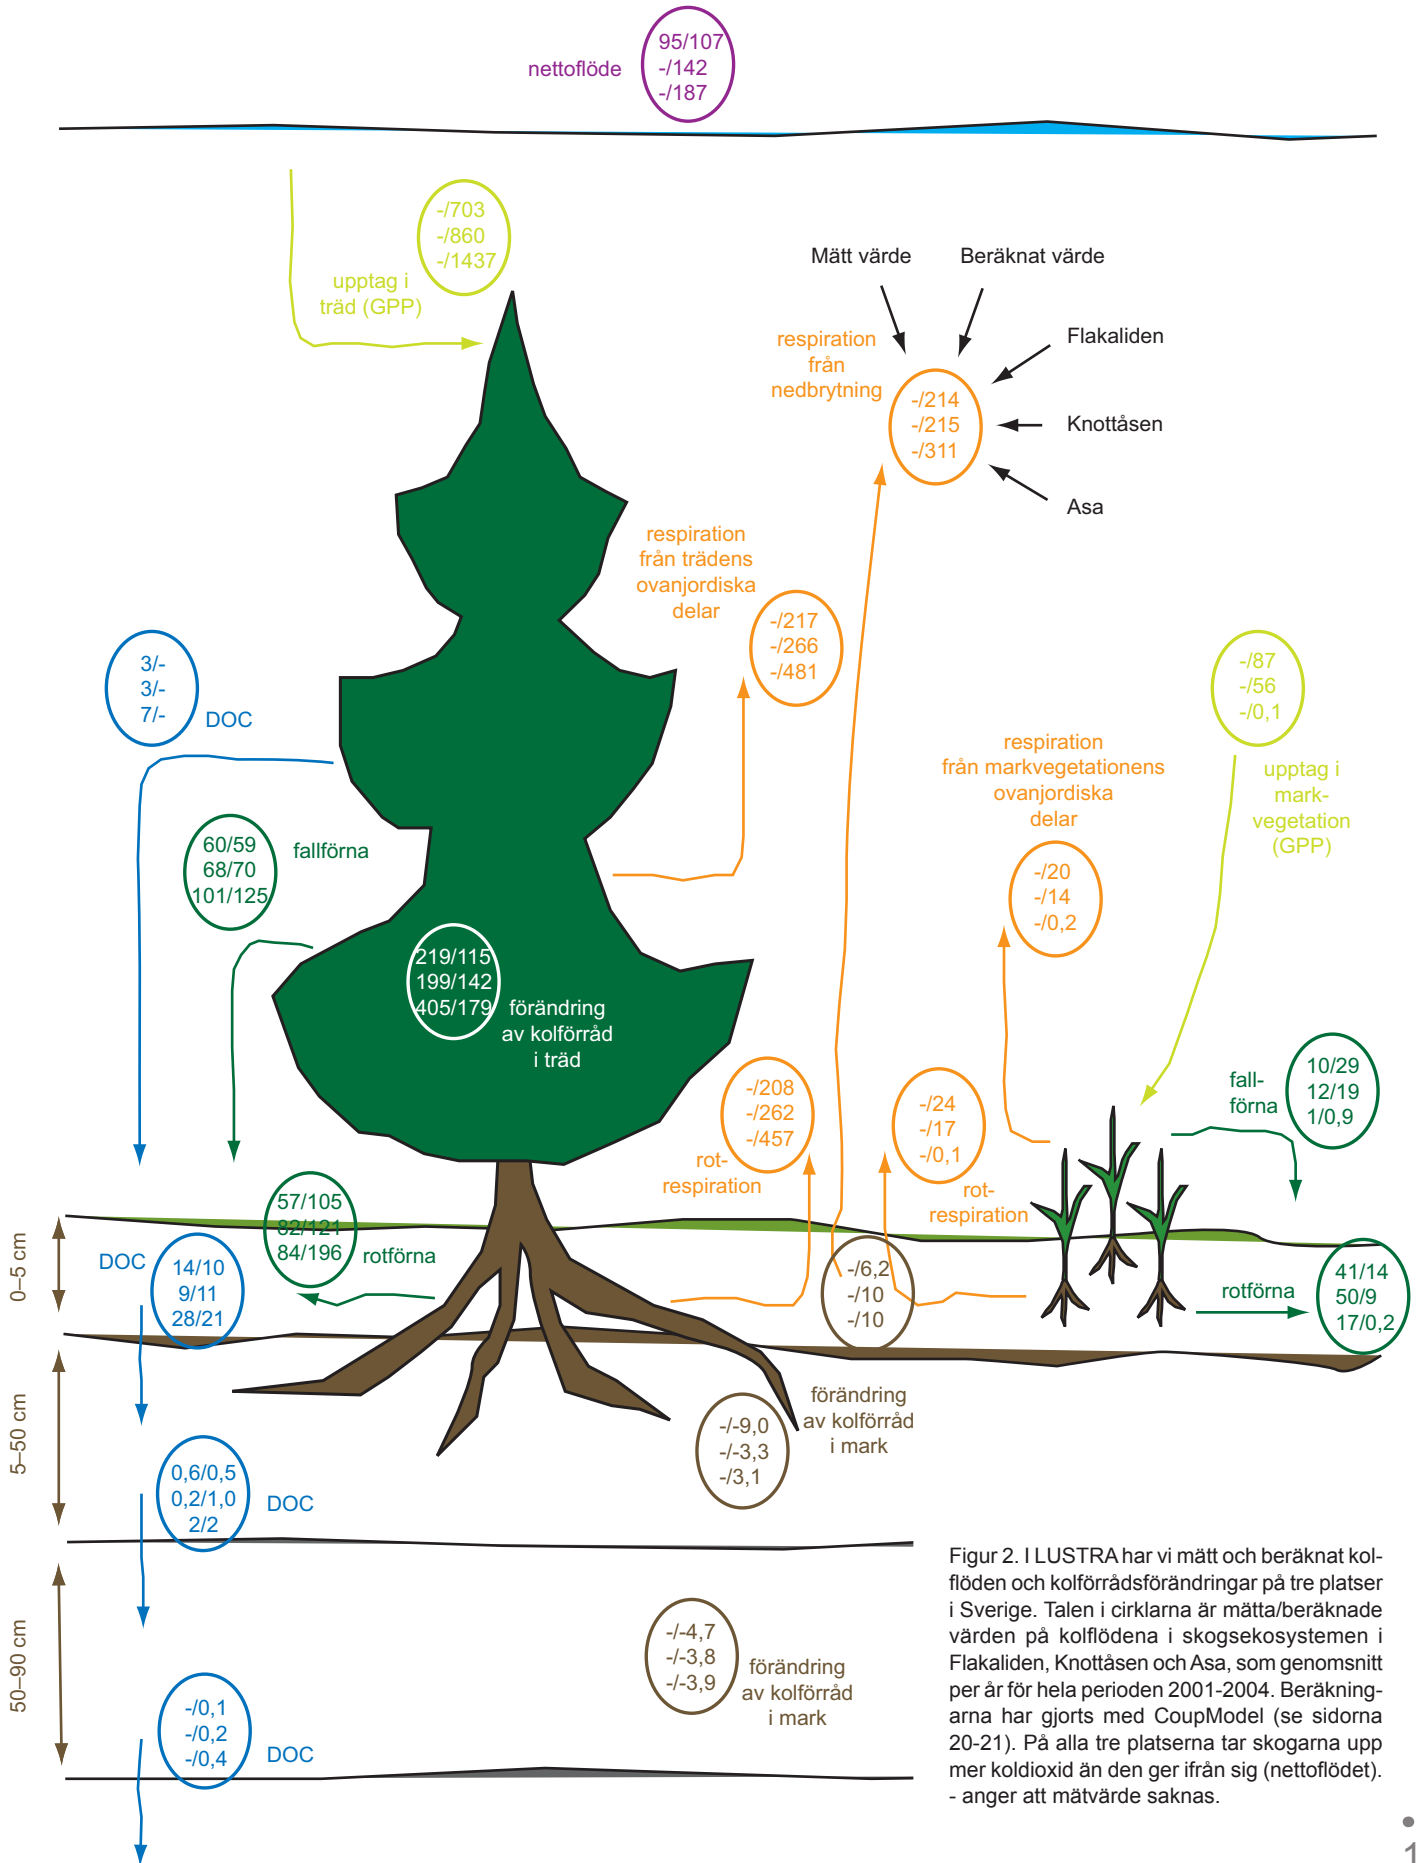 nettoflöde
95/107
-/142
-/187
-/703
-/860
-/1437
upptag i
träd (GPP)
Mätt värde
Beräknat värde
Flakaliden
Knottåsen
Asa
respiration
från
nedbrytning
-/214
-/215
-/311
respiration
från trädens
ovanjordiska
delar
-/217
-/266
-/481
3/-
3/-
7/-
DOC
-/87
-/56
-/0,1
upptag i
mark-
vegetation
(GPP)
respiration
från markvegetationens
ovanjordiska
delar
-/20
-/14
-/0,2
60/59
68/70
101/125
fallförna
219/115
199/142
405/179
förändring
av kolförråd
i träd
-/208
-/262
-/457
rot-
respiration
-/24
-/17
-/0,1
rot-
respiration
fall-
förna
10/29
12/19
1/0,9
57/105
82/121
84/196
rotförna
0–5 cm
DOC
14/10
9/11
28/21
-/6,2
-/10
-/10
rotförna
41/14
50/9
17/0,2
5–50 cm
förändring
av kolförråd
i mark
-/-9,0
-/-3,3
-/3,1
0,6/0,5
0,2/1,0
2/2
DOC
50–90 cm
-/-4,7
-/-3,8
-/-3,9
förändring
av kolförråd
i mark
-/0,1
-/0,2
-/0,4
DOC
Figur 2. I LUSTRA har vi mätt och beräknat kol-
flöden och kolförrådsförändringar på tre platser
i Sverige. Talen i cirklarna är mätta/beräknade
värden på kolflödena i skogsekosystemen i
Flakaliden, Knottåsen och Asa, som genomsnitt
per år för hela perioden 2001-2004. Beräkning-
arna har gjorts med CoupModel (se sidorna
20-21). På alla tre platserna tar skogarna upp
mer koldioxid än den ger ifrån sig (nettoflödet).
- anger att mätvärde saknas.
•
1